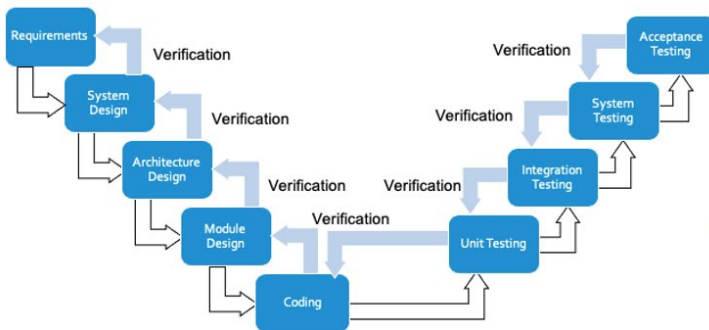 Requirements
Acceptance
Testing
Verification
Verification
System
Design
System
Testing
Verification
Verification
Architecture
Design
Integration
Testing
Verification
Verification
Module
Design
Verification
Unit Testing
Coding